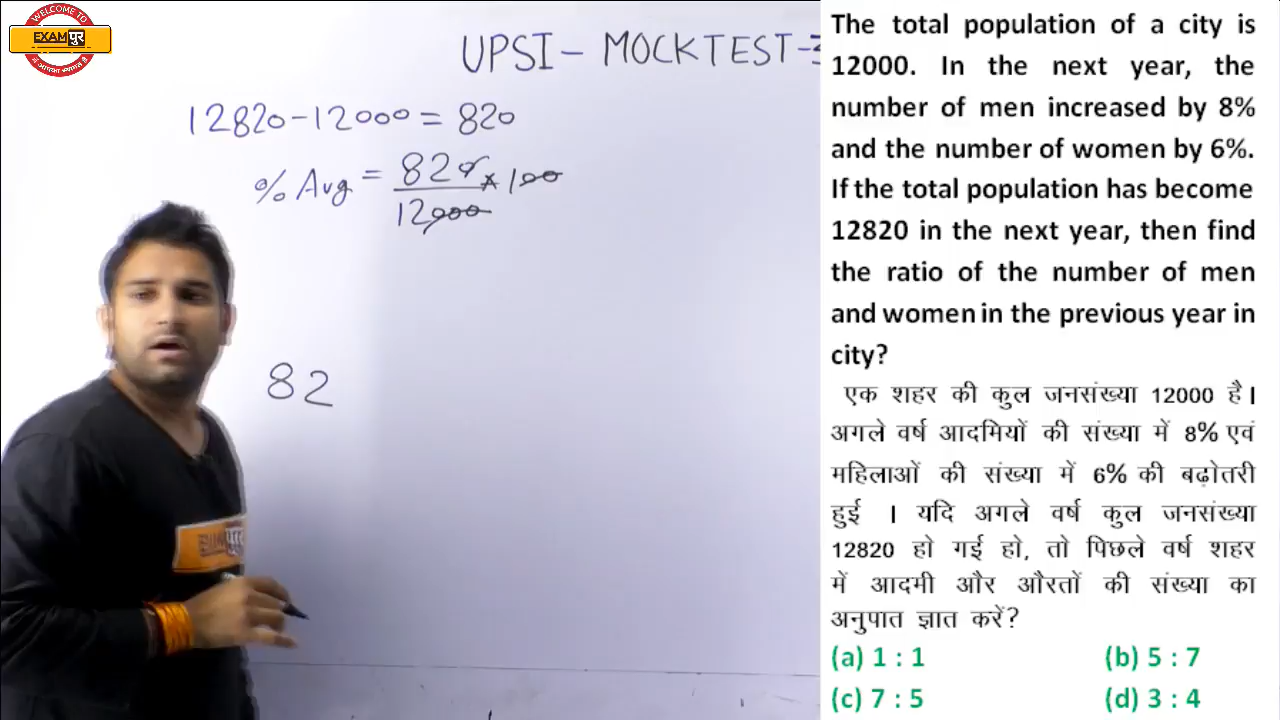 WELCOME TO
EXAMपुर
UPSI- MOCKTEST-3
12820-12000 = 820
% Avg = 820/12000 × 100
82
The total population of a city is
12000. In the next year, the
number of men increased by 8%
and the number of women by 6%.
If the total population has become
12820 in the next year, then find
the ratio of the number of men
and women in the previous year in
city?
एक शहर की कुल जनसंख्या 12000 है।
अगले वर्ष आदमियों की संख्या में 8% एवं
महिलाओं की संख्या में 6% की बढ़ोतरी
हुई । यदि अगले वर्ष कुल जनसंख्या
12820 हो गई हो, तो पिछले वर्ष शहर
में आदमी और औरतों की संख्या का
अनुपात ज्ञात करें?
(a) 1 : 1
(b) 5 : 7
(c) 7 : 5
(d) 3 : 4